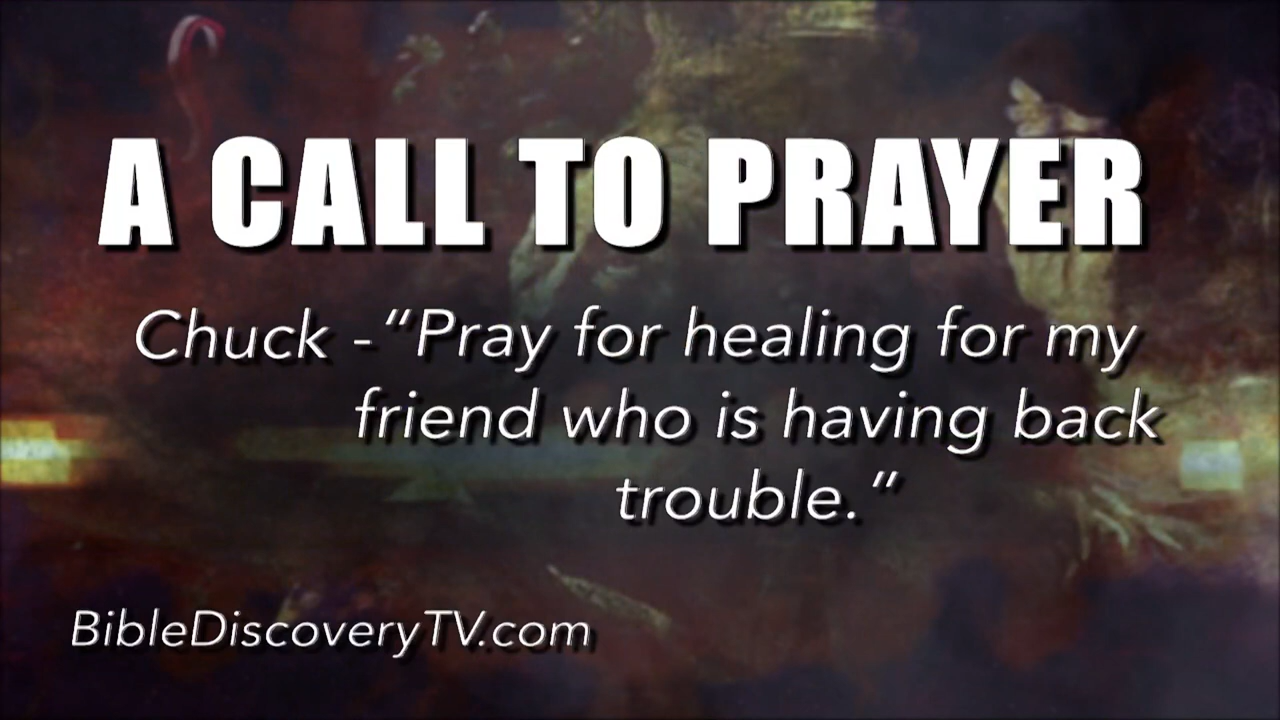 A CALL TO PRAYER
Chuck -“Pray for healing for my
friend who is having back
trouble.”
BibleDiscoveryTV.com